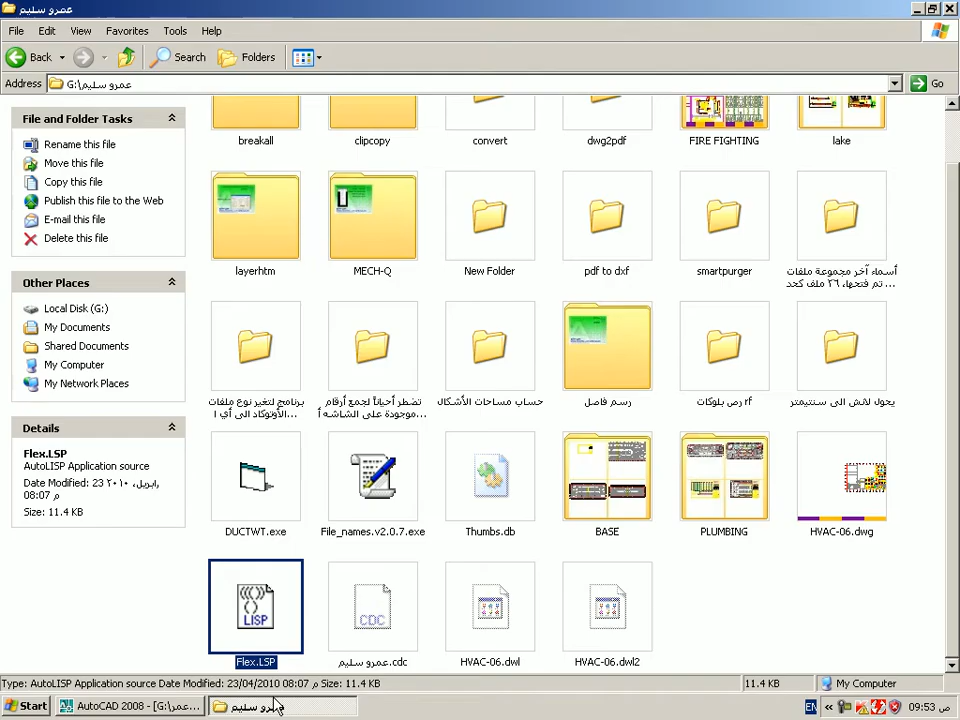 عمرو سليم
File Edit View Favorites Tools Help
Back Search Folders
Address G:\عمرو سليم Go
File and Folder Tasks
Rename this file
Move this file
Copy this file
Publish this file to the Web
E-mail this file
Delete this file
Other Places
Local Disk (G:)
My Documents
Shared Documents
My Computer
My Network Places
Details
Flex.LSP
AutoLISP Application source
Date Modified: 23 ابريل، ٢٠١٠,
08:07 م
Size: 11.4 KB
breakall clipcopy convert dwg2pdf FIRE FIGHTING lake
layerhtm MECH-Q New Folder pdf to dxf smartpurger أسماء آخر مجموعة ملفات
تم فتحها، ٢٦ ملف كحد ...
برنامج لتغير نوع ملفات تضطر أحياناً لجمع أرقام حساب مساحات الأشكال رسم فاصل rf رص بلوكات يحول لانش الى سنتيمتر
الأوتوكاد الى أي ا... موجودة على الشاشه أ...
DUCTWT.exe File_names.v2.0.7.exe Thumbs.db BASE PLUMBING HVAC-06.dwg
LISP CDC
Flex.LSP عمرو سليم.cdc HVAC-06.dwl HVAC-06.dwl2
Type: AutoLISP Application source Date Modified: 23/04/2010 08:07 م Size: 11.4 KB 11.4 KB My Computer
Start AutoCAD 2008 - [G:\عمر... عمرو سليم EN 09:53 ص